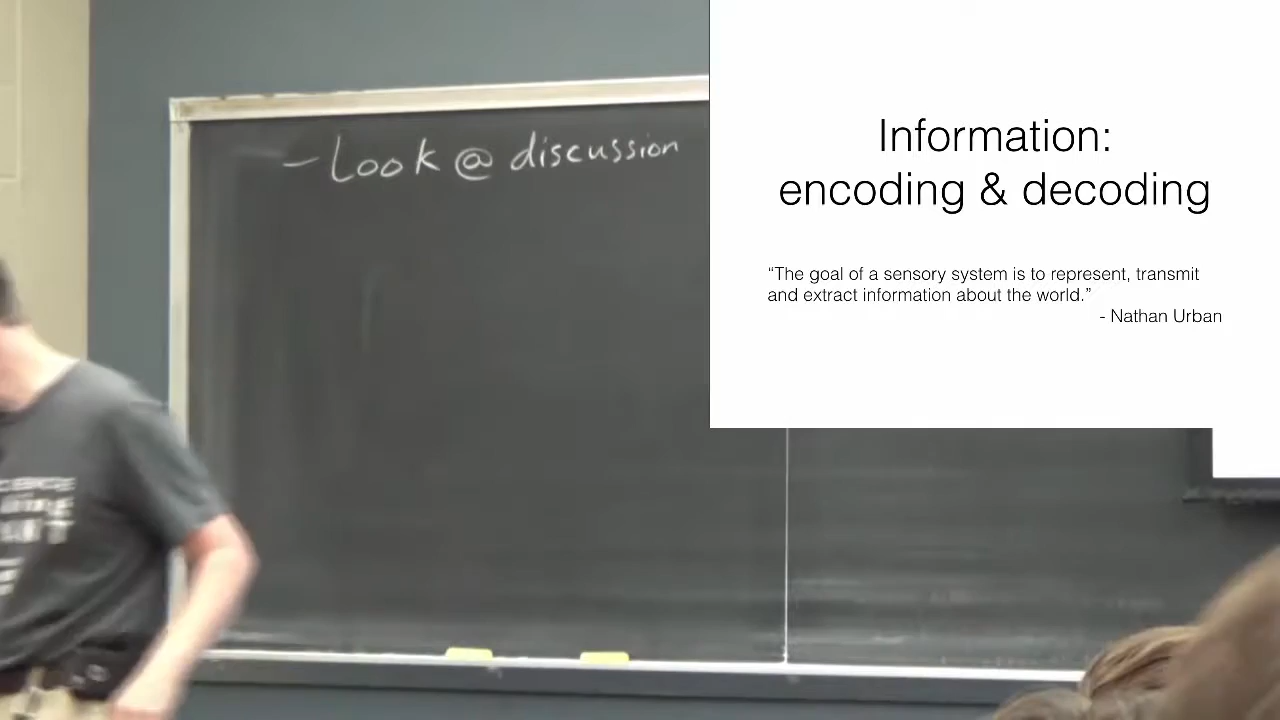 - Look @ discussion
Information:
encoding & decoding
“The goal of a sensory system is to represent, transmit
and extract information about the world.”
- Nathan Urban